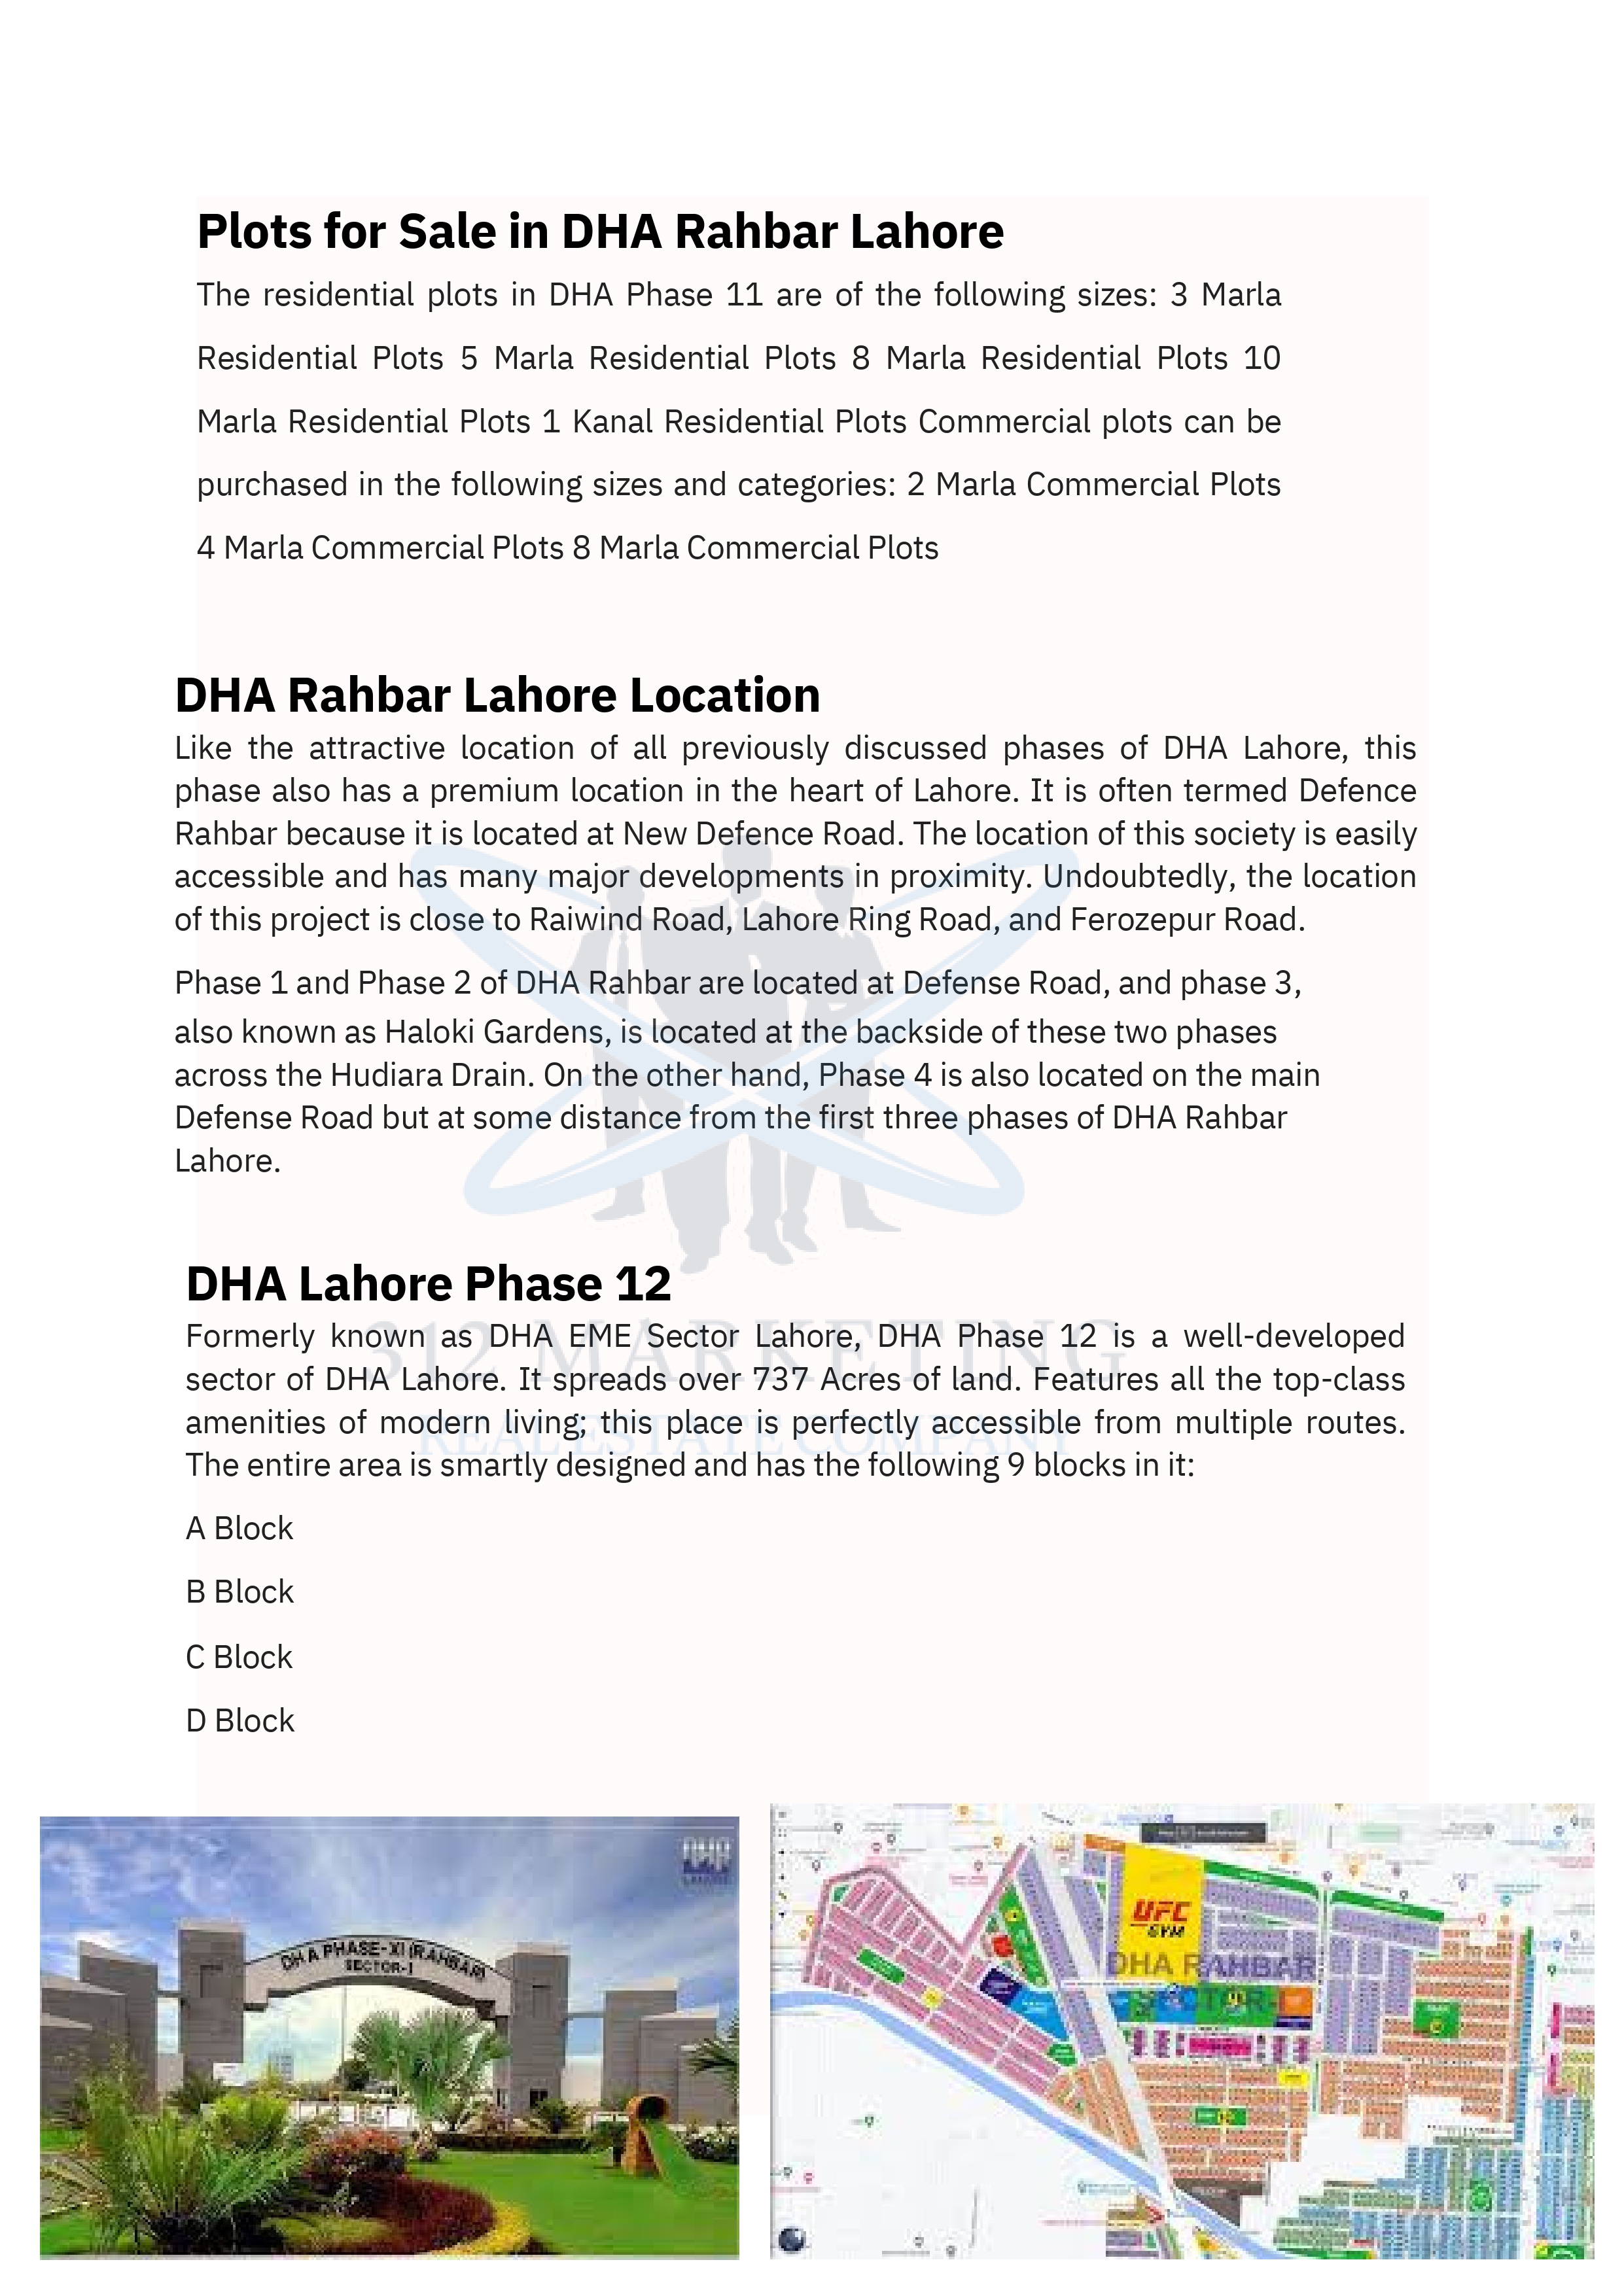 Plots for Sale in DHA Rahbar Lahore
The residential plots in DHA Phase 11 are of the following sizes: 3 Marla
Residential Plots 5 Marla Residential Plots 8 Marla Residential Plots 10
Marla Residential Plots 1 Kanal Residential Plots Commercial plots can be
purchased in the following sizes and categories: 2 Marla Commercial Plots
4 Marla Commercial Plots 8 Marla Commercial Plots
DHA Rahbar Lahore Location
Like the attractive location of all previously discussed phases of DHA Lahore, this
phase also has a premium location in the heart of Lahore. It is often termed Defence
Rahbar because it is located at New Defence Road. The location of this society is easily
accessible and has many major developments in proximity. Undoubtedly, the location
of this project is close to Raiwind Road, Lahore Ring Road, and Ferozepur Road.
Phase 1 and Phase 2 of DHA Rahbar are located at Defense Road, and phase 3,
also known as Haloki Gardens, is located at the backside of these two phases
across the Hudiara Drain. On the other hand, Phase 4 is also located on the main
Defense Road but at some distance from the first three phases of DHA Rahbar
Lahore.
DHA Lahore Phase 12
Formerly known as DHA EME Sector Lahore, DHA Phase 12 is a well-developed
312 MARKETING
sector of DHA Lahore. It spreads over 737 Acres of land. Features all the top-class
amenities of modern living; this place is perfectly accessible from multiple routes.
REAL ESTATE COMPANY
The entire area is smartly designed and has the following 9 blocks in it:
A Block
B Block
C Block
D Block
DHA
LAHORE
DHA PHASE-XI (RAHBAR)
SECTOR-I
UFC
GYM
DHA RAHBAR